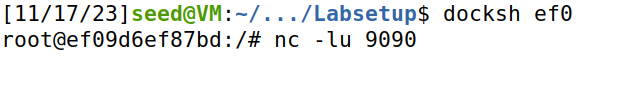 [11/17/23]seed@VM:~/.../Labsetup$ docksh ef0
root@ef09d6ef87bd:/# nc -lu 9090